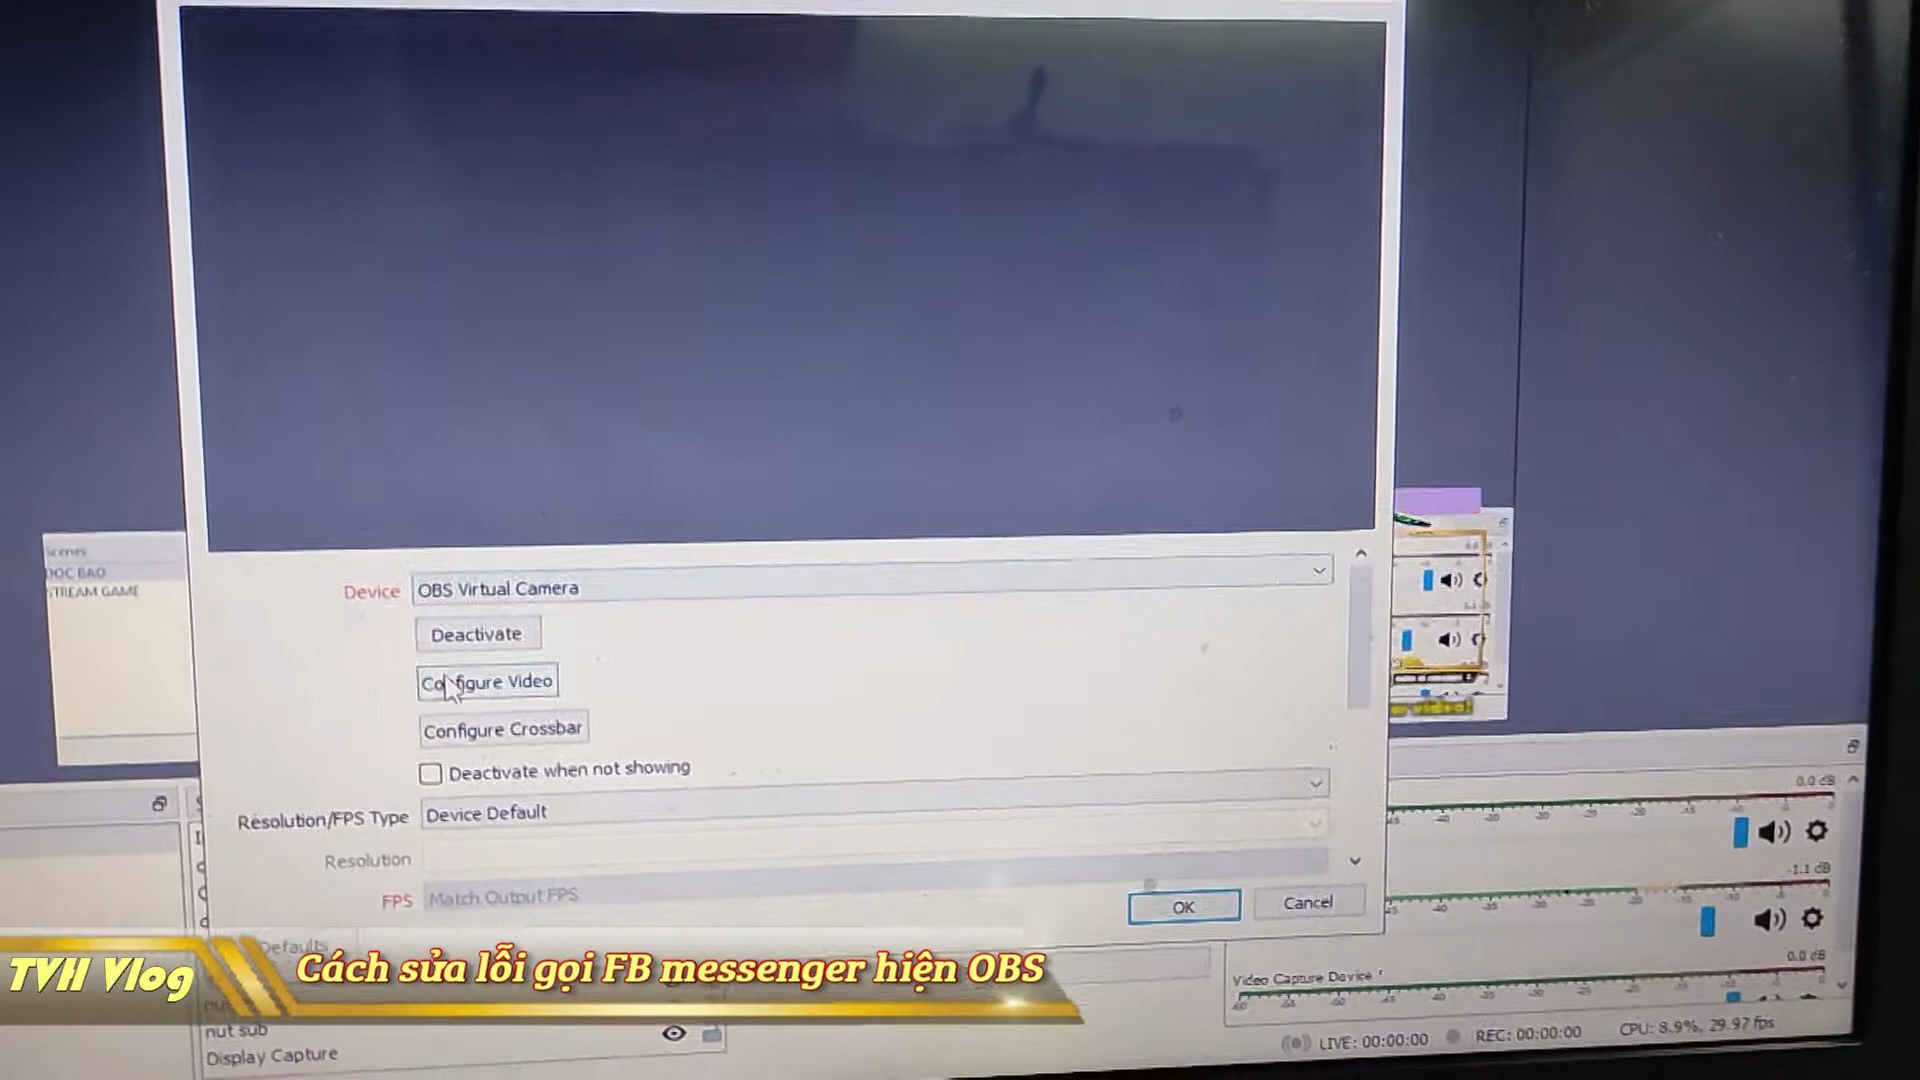 Scenes
DOC BAO
STREAM GAME
Device
OBS Virtual Camera
Deactivate
Configure Video
Configure Crossbar
Deactivate when not showing
Resolution/FPS Type
Device Default
Resolution
FPS
Match Output FPS
OK
Cancel
Defaults
TVH Vlog
Cách sửa lỗi gọi FB messenger hiện OBS
nut sub
Display Capture
0.0 dB
-1.1 dB
0.0 dB
Video Capture Device
LIVE: 00:00:00
REC: 00:00:00
CPU: 8.9%, 29.97 fps